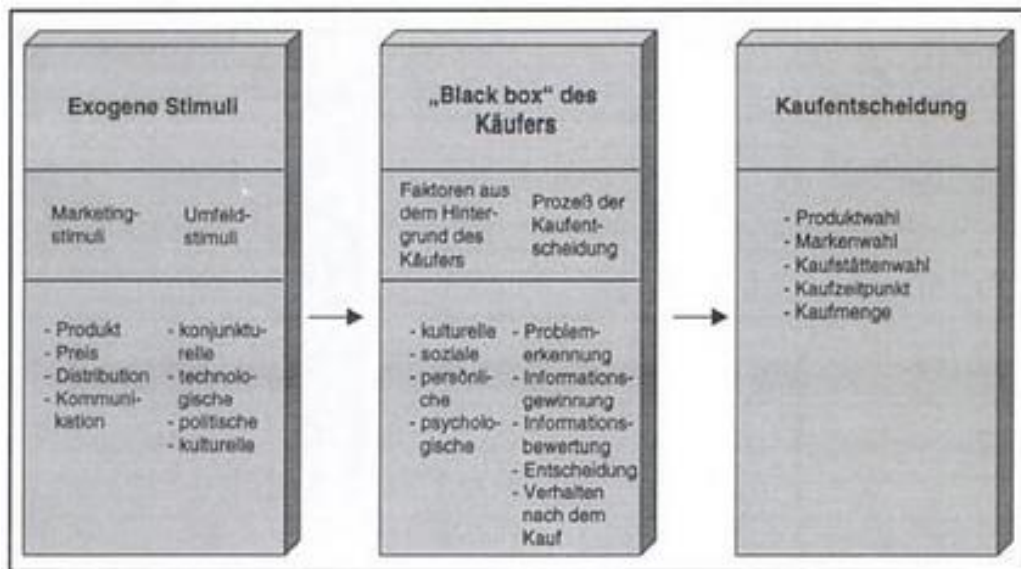 Exogene Stimuli
Marketing-
stimuli
Umfeld-
stimuli
- Produkt
- Preis
- Distribution
- Kommuni-
kation
- konjunktu-
relle
- technolo-
gische
- politische
- kulturelle
„Black box“ des
Käufers
Faktoren aus
dem Hinter-
grund des
Käufers
Prozeß der
Kaufent-
scheidung
- kulturelle
- soziale
- persönli-
che
- psycholo-
gische
- Problem-
erkennung
- Informations-
gewinnung
- Informations-
bewertung
- Entscheidung
- Verhalten
nach dem
Kauf
Kaufentscheidung
- Produktwahl
- Markenwahl
- Kaufstättenwahl
- Kaufzeitpunkt
- Kaufmenge